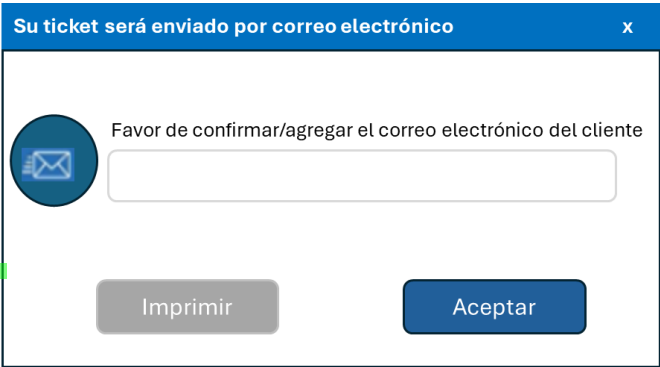 Su ticket será enviado por correo electrónico x
Favor de confirmar/agregar el correo electrónico del cliente
Imprimir Aceptar